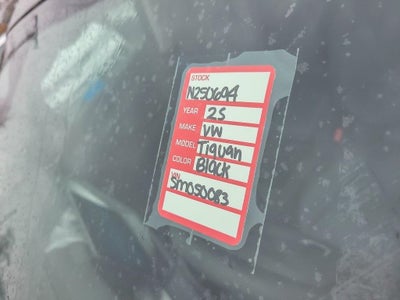 STOCK
N250694
YEAR 25
MAKE VW
MODEL Tiguan
COLOR Black
VIN
SM050083